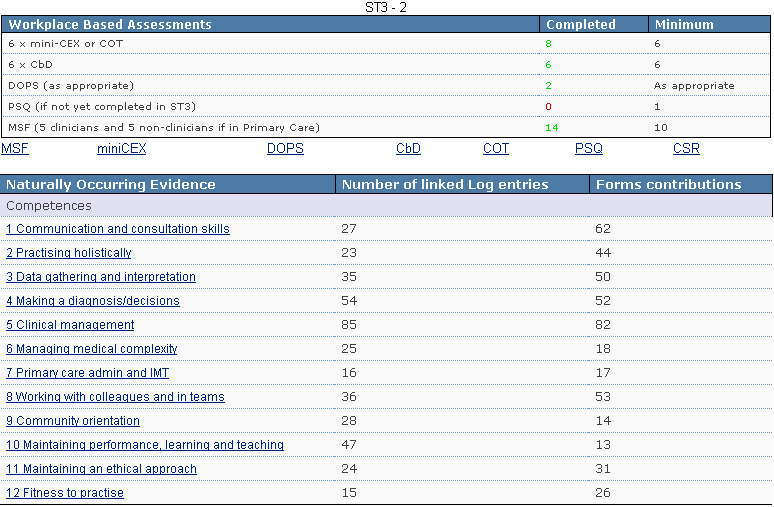 ST3 - 2
Workplace Based Assessments Completed Minimum
6 x mini-CEX or COT 8 6
6 x CbD 6 6
DOPS (as appropriate) 2 As appropriate
PSQ (if not yet completed in ST3) 0 1
MSF (5 clinicians and 5 non-clinicians if in Primary Care) 14 10
MSF miniCEX DOPS CbD COT PSQ CSR
Naturally Occurring Evidence Number of linked Log entries Forms contributions
Competences
1 Communication and consultation skills 27 62
2 Practising holistically 23 44
3 Data gathering and interpretation 35 50
4 Making a diagnosis/decisions 54 52
5 Clinical management 85 82
6 Managing medical complexity 25 18
7 Primary care admin and IMT 16 17
8 Working with colleagues and in teams 36 53
9 Community orientation 28 14
10 Maintaining performance, learning and teaching 47 13
11 Maintaining an ethical approach 24 31
12 Fitness to practise 15 26